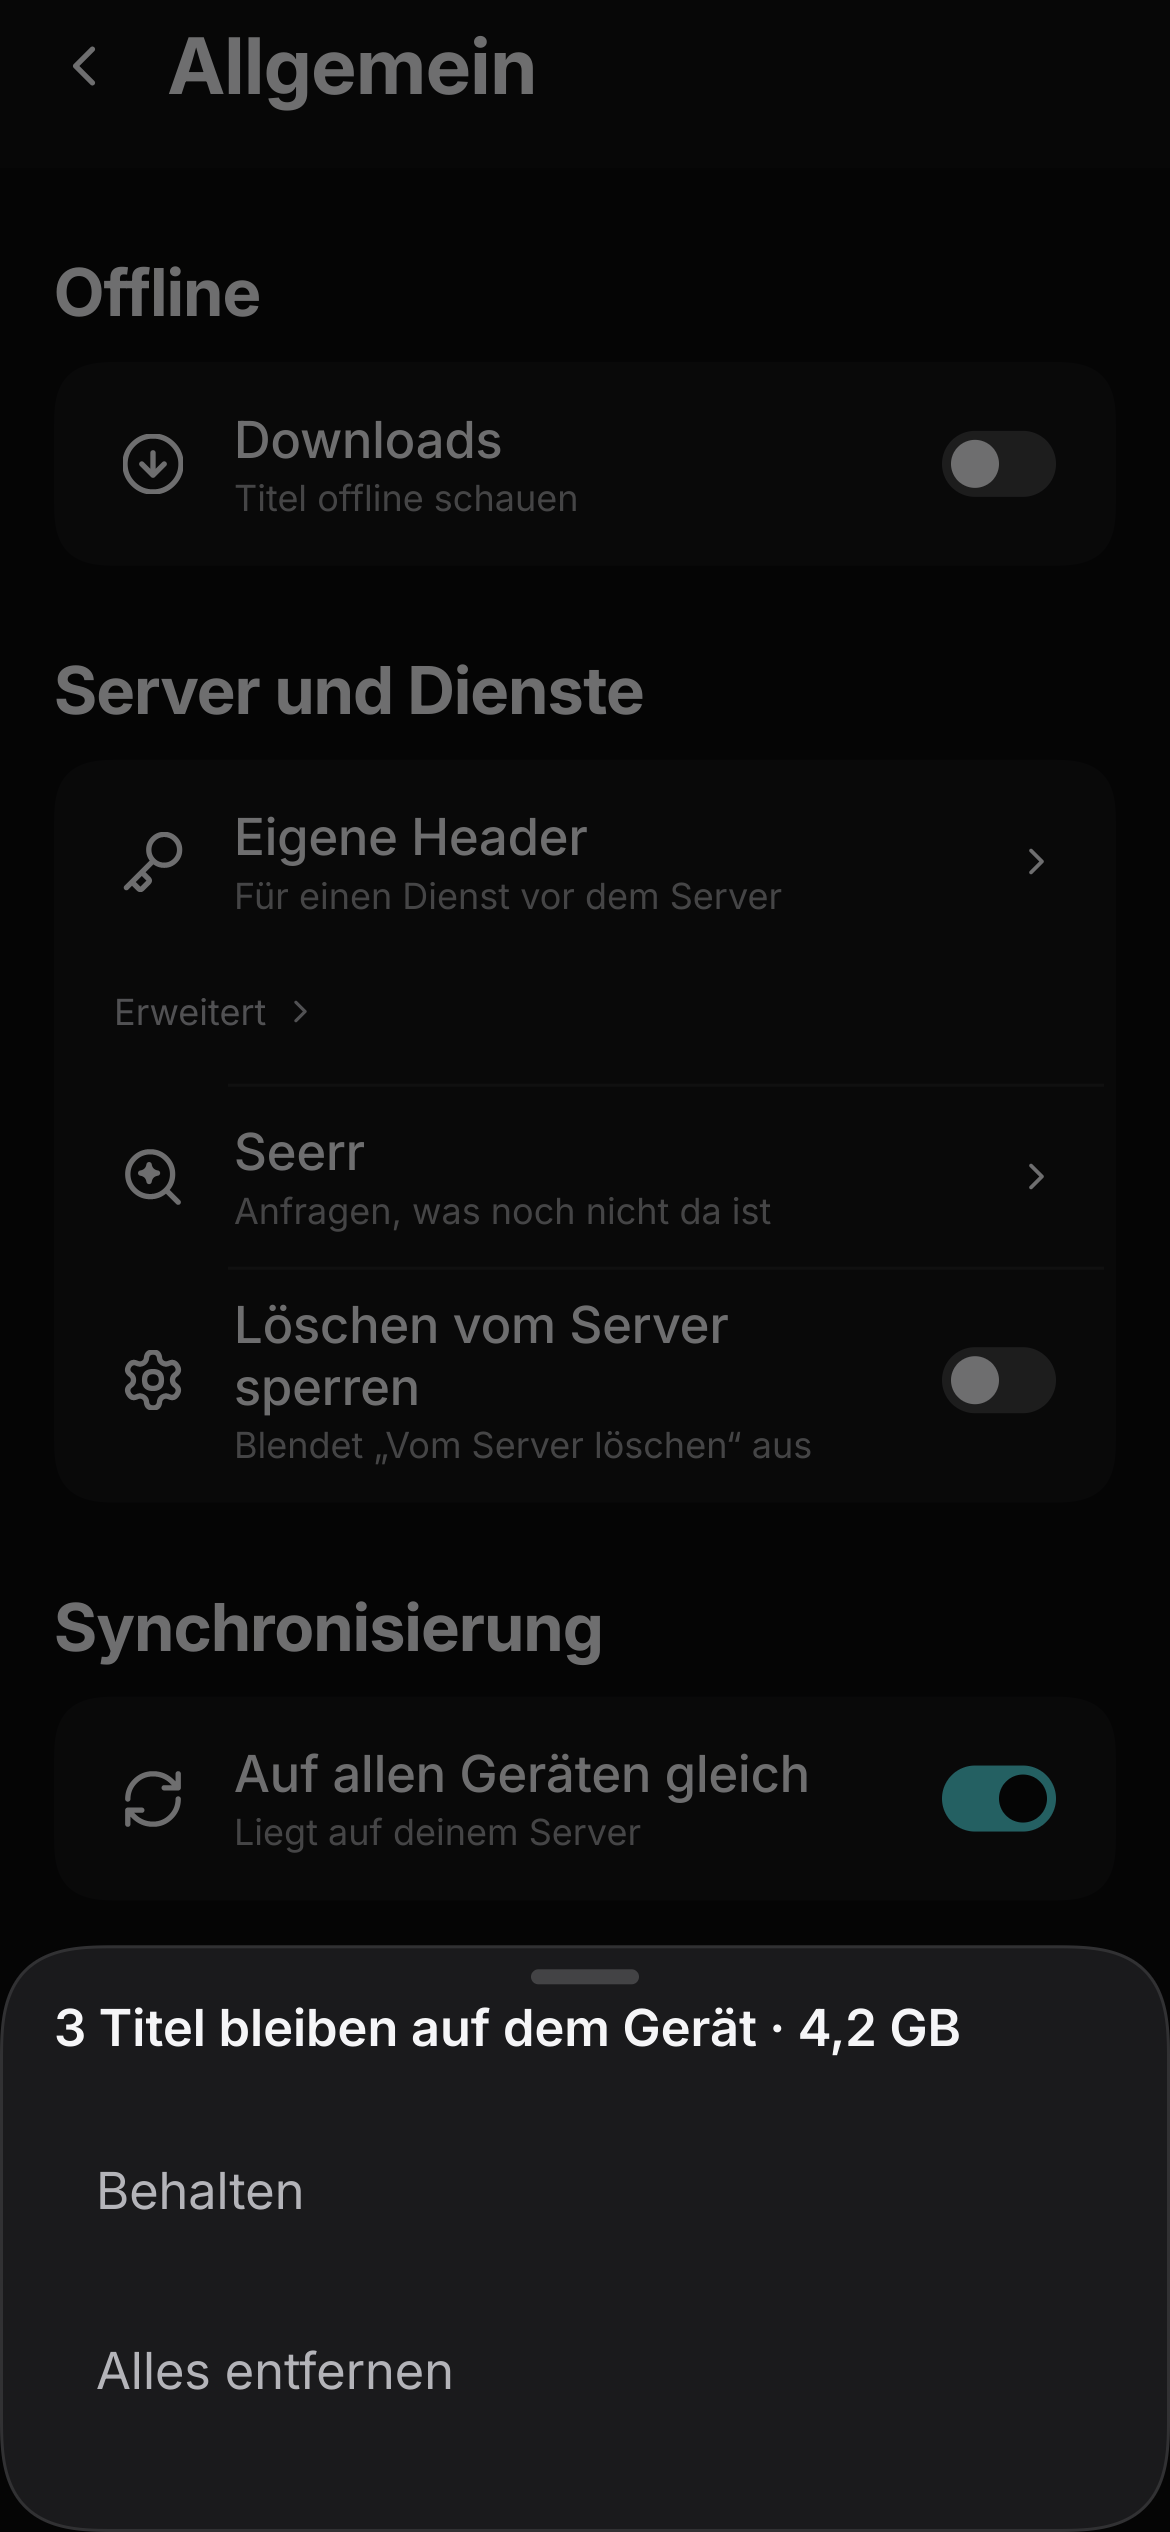 Allgemein
Offline
Downloads
Titel offline schauen
Server und Dienste
Eigene Header
Für einen Dienst vor dem Server
Erweitert
Seerr
Anfragen, was noch nicht da ist
Löschen vom Server
sperren
Blendet „Vom Server löschen“ aus
Synchronisierung
Auf allen Geräten gleich
Liegt auf deinem Server
3 Titel bleiben auf dem Gerät · 4,2 GB
Behalten
Alles entfernen